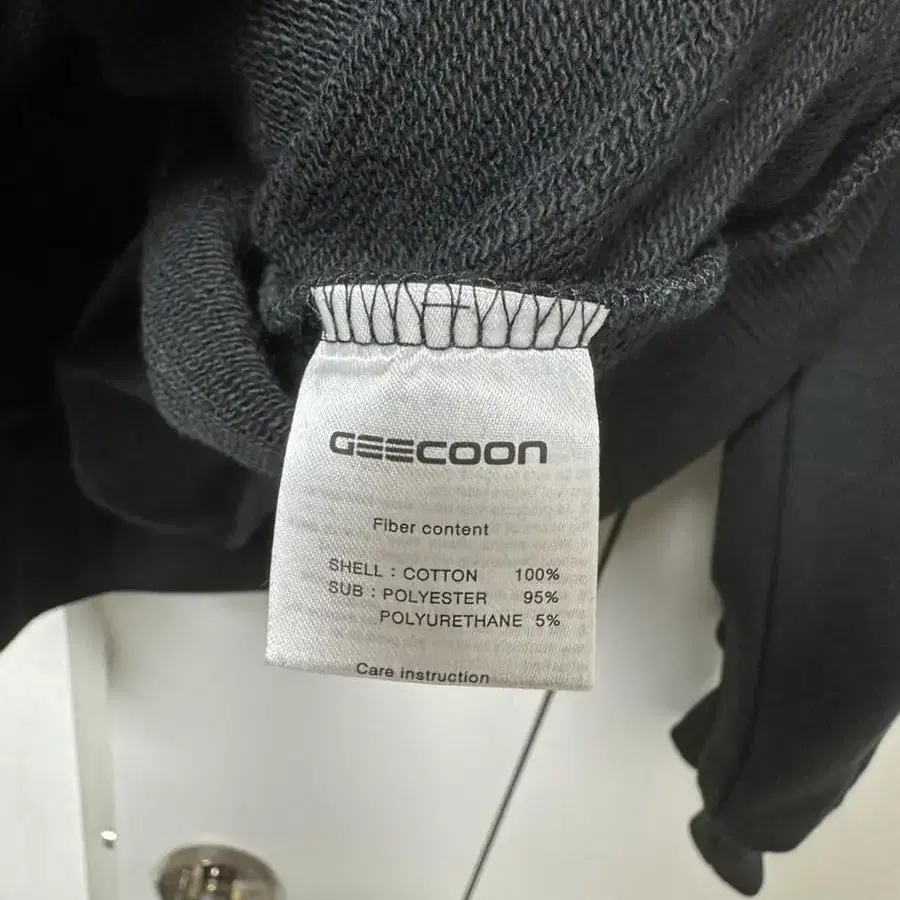 GEECOON
Fiber content
SHELL : COTTON 100%
SUB : POLYESTER 95%
POLYURETHANE 5%
Care instruction